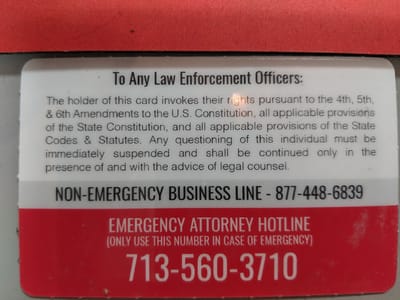 To Any Law Enforcement Officers:
The holder of this card invokes their rights pursuant to the 4th, 5th,
& 6th Amendments to the U.S. Constitution, all applicable provisions
of the State Constitution, and all applicable provisions of the State
Codes & Statutes. Any questioning of this individual must be
immediately suspended and shall be continued only in the
presence of and with the advice of legal counsel.
NON-EMERGENCY BUSINESS LINE - 877-448-6839
EMERGENCY ATTORNEY HOTLINE
(ONLY USE THIS NUMBER IN CASE OF EMERGENCY)
713-560-3710